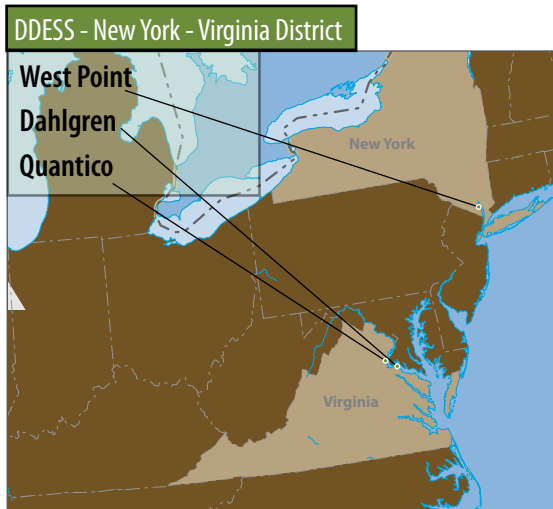 DDESS - New York - Virginia District
West Point
Dahlgren
Quantico
New York
Virginia